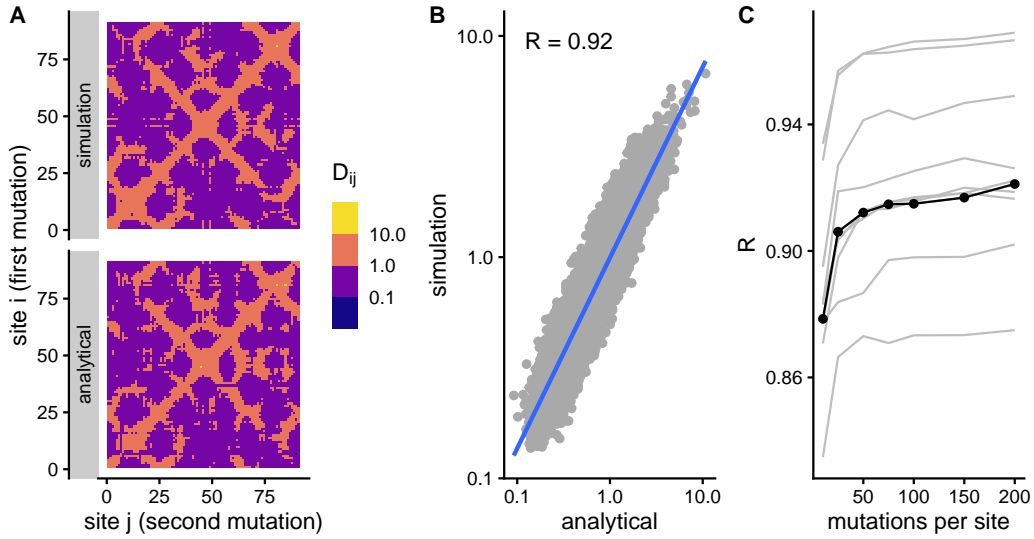 A
site i (first mutation)
simulation
75
50
25
0
analytical
75
50
25
0
0 25 50 75
site j (second mutation)
D_ij
10.0
1.0
0.1
B
R = 0.92
simulation
10.0
1.0
0.1
0.1 1.0 10.0
analytical
C
R
0.94
0.90
0.86
50 100 150 200
mutations per site